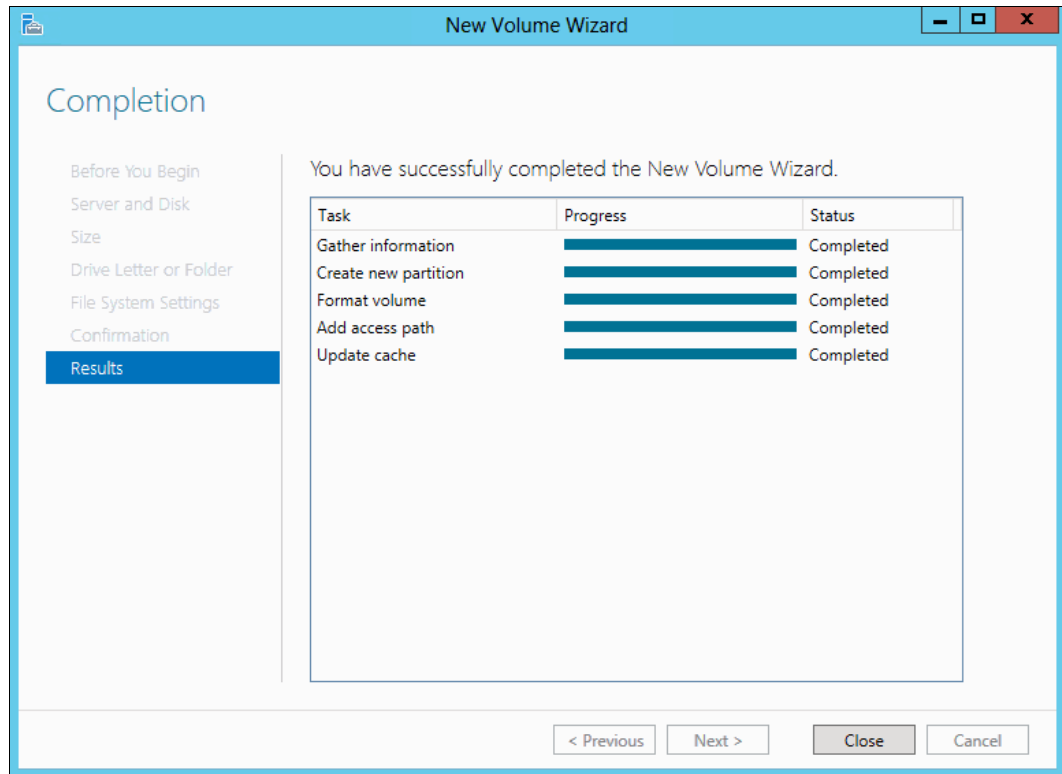 New Volume Wizard
Completion
Before You Begin
Server and Disk
Size
Drive Letter or Folder
File System Settings
Confirmation
Results
You have successfully completed the New Volume Wizard.
Task Progress Status
Gather information Completed
Create new partition Completed
Format volume Completed
Add access path Completed
Update cache Completed
< Previous Next > Close Cancel